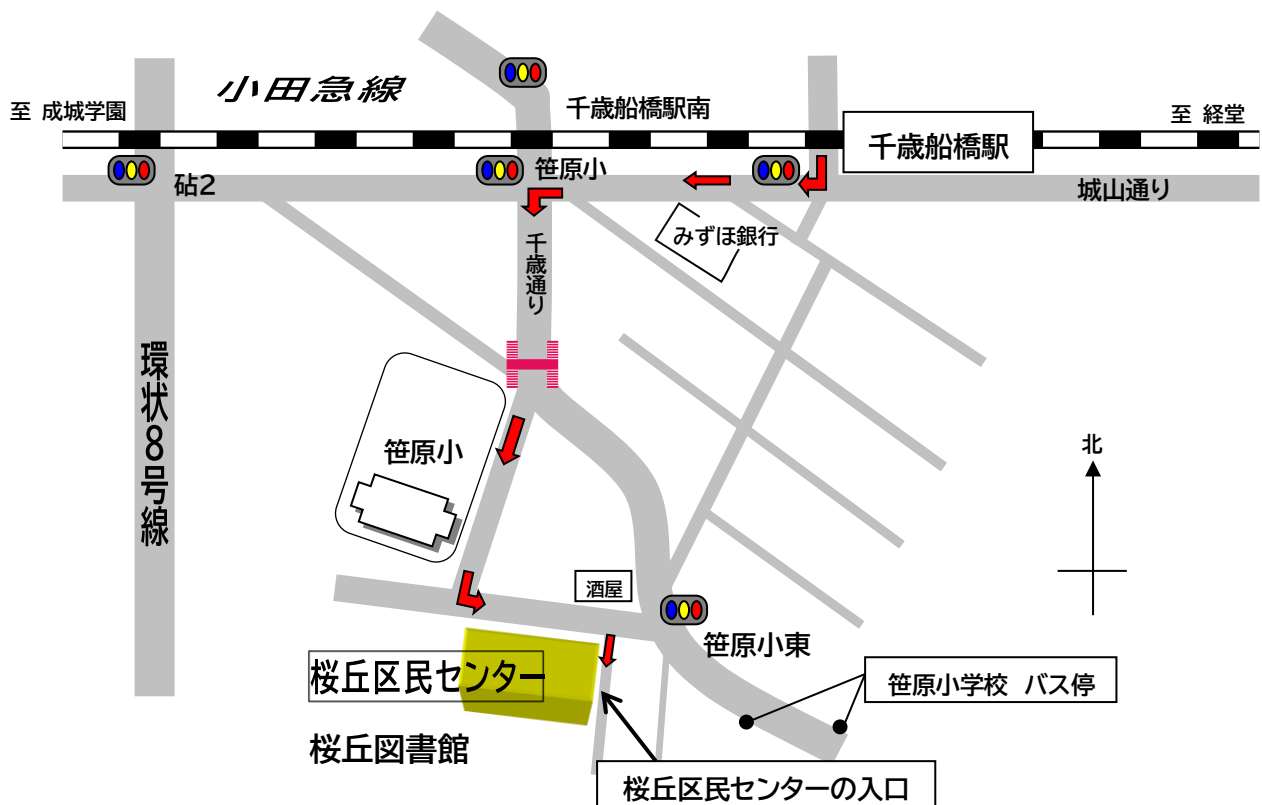 小田急線
至 成城学園
千歳船橋駅南
至 経堂
千歳船橋駅
笹原小
砧2
城山通り
みずほ銀行
千歳通り
環状8号線
笹原小
北
酒屋
笹原小東
桜丘区民センター
笹原小学校 バス停
桜丘図書館
桜丘区民センターの入口